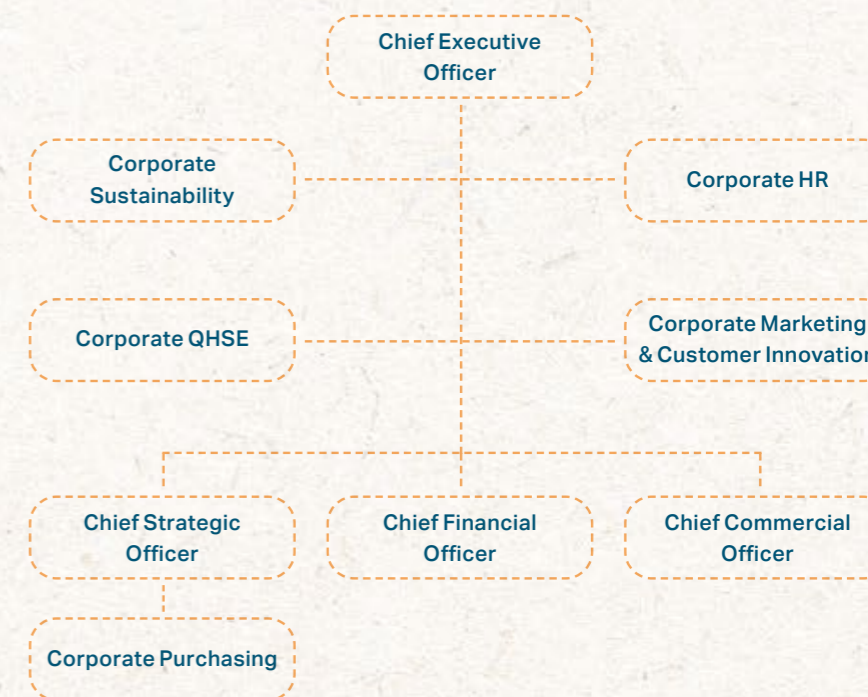 Chief Executive
Officer
Corporate
Sustainability
Corporate HR
Corporate QHSE
Corporate Marketing
& Customer Innovation
Chief Strategic
Officer
Chief Financial
Officer
Chief Commercial
Officer
Corporate Purchasing